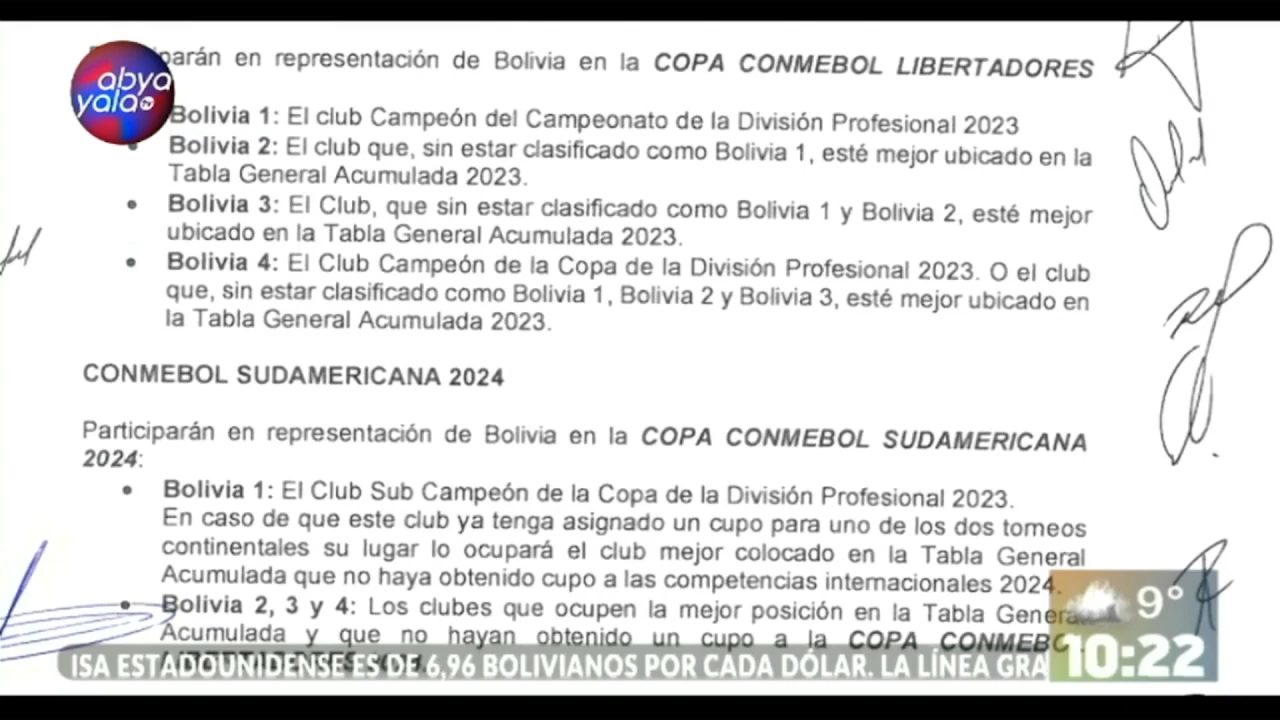 abya
yala tv
parán en representación de Bolivia en la COPA CONMEBOL LIBERTADORES
Bolivia 1: El club Campeón del Campeonato de la División Profesional 2023
Bolivia 2: El club que, sin estar clasificado como Bolivia 1, esté mejor ubicado en la
Tabla General Acumulada 2023.
• Bolivia 3: El Club, que sin estar clasificado como Bolivia 1 y Bolivia 2, esté mejor
ubicado en la Tabla General Acumulada 2023.
• Bolivia 4: El Club Campeón de la Copa de la División Profesional 2023. O el club
que, sin estar clasificado como Bolivia 1, Bolivia 2 y Bolivia 3, esté mejor ubicado en
la Tabla General Acumulada 2023.
CONMEBOL SUDAMERICANA 2024
Participarán en representación de Bolivia en la COPA CONMEBOL SUDAMERICANA
2024:
• Bolivia 1: El Club Sub Campeón de la Copa de la División Profesional 2023.
En caso de que este club ya tenga asignado un cupo para uno de los dos torneos
continentales su lugar lo ocupará el club mejor colocado en la Tabla General
Acumulada que no haya obtenido cupo a las competencias internacionales 2024.
• Bolivia 2, 3 y 4: Los clubes que ocupen la mejor posición en la Tabla General
Acumulada y que no hayan obtenido un cupo a la COPA CONMEBO
ISA ESTADOUNIDENSE ES DE 6,96 BOLIVIANOS POR CADA DÓLAR. LA LÍNEA GRA
9°
10:22